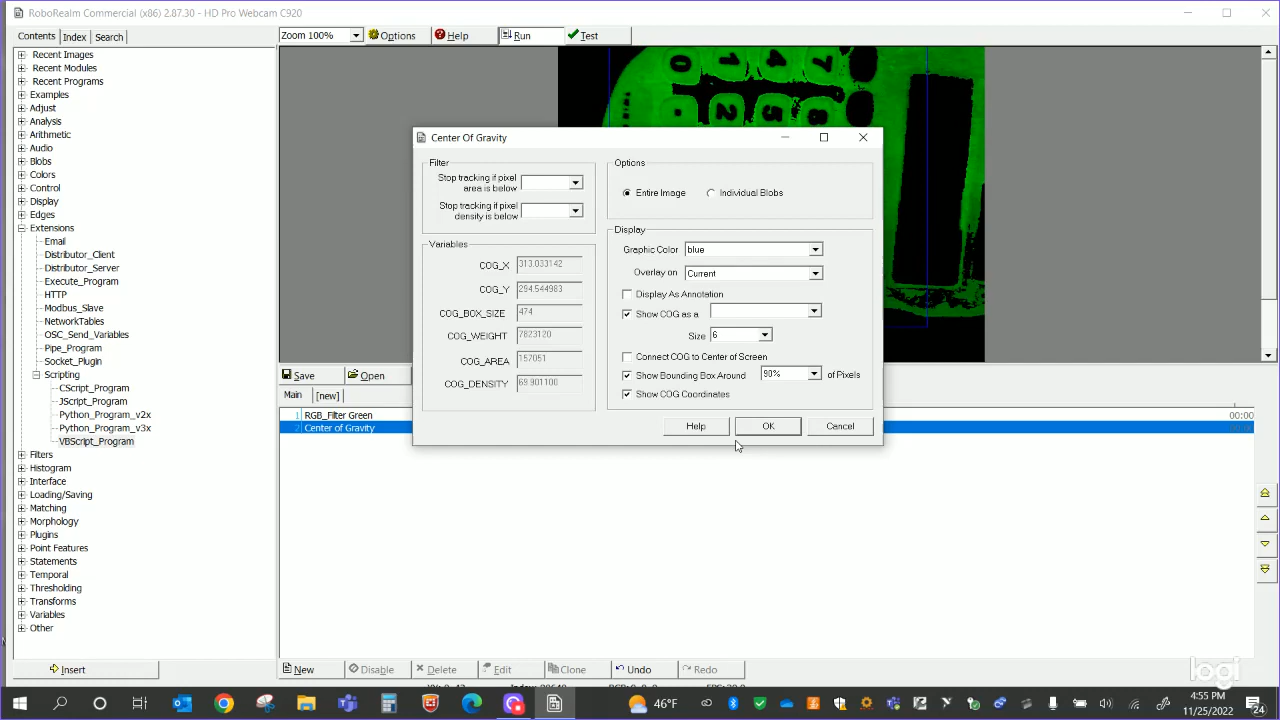 RoboRealm Commercial (x86) 2.87.30 - HD Pro Webcam C920
Contents Index Search
Zoom 100% Options Help Run Test
Recent Images
Recent Modules
Recent Programs
Examples
Adjust
Analysis
Arithmetic
Audio
Blobs
Colors
Control
Display
Edges
Extensions
Email
Distributor_Client
Distributor_Server
Execute_Program
HTTP
Modbus_Slave
NetworkTables
OSC_Send_Variables
Pipe_Program
Socket_Plugin
Scripting
CScript_Program
JScript_Program
Python_Program_v2x
Python_Program_v3x
VBScript_Program
Filters
Histogram
Interface
Loading/Saving
Matching
Morphology
Plugins
Point Features
Statements
Temporal
Thresholding
Transforms
Variables
Other
Insert
0 1 4 7
2 5 8
Center Of Gravity
Filter
Stop tracking if pixel
area is below
Stop tracking if pixel
density is below
Variables
COG_X 313.033142
COG_Y 294.544983
COG_BOX_SIZE 474
COG_WEIGHT 7823120
COG_AREA 157051
COG_DENSITY 69.901100
Options
Entire Image Individual Blobs
Display
Graphic Color blue
Overlay on Current
Display As Annotation
Show COG as a
Size 6
Connect COG to Center of Screen
Show Bounding Box Around 90% of Pixels
Show COG Coordinates
Help OK Cancel
Save Open
Main [new]
1 RGB_Filter Green 00:00
2 Center of Gravity
New Disable Delete Edit Clone Undo Redo
logi
46°F
4:55 PM
11/25/2022
24